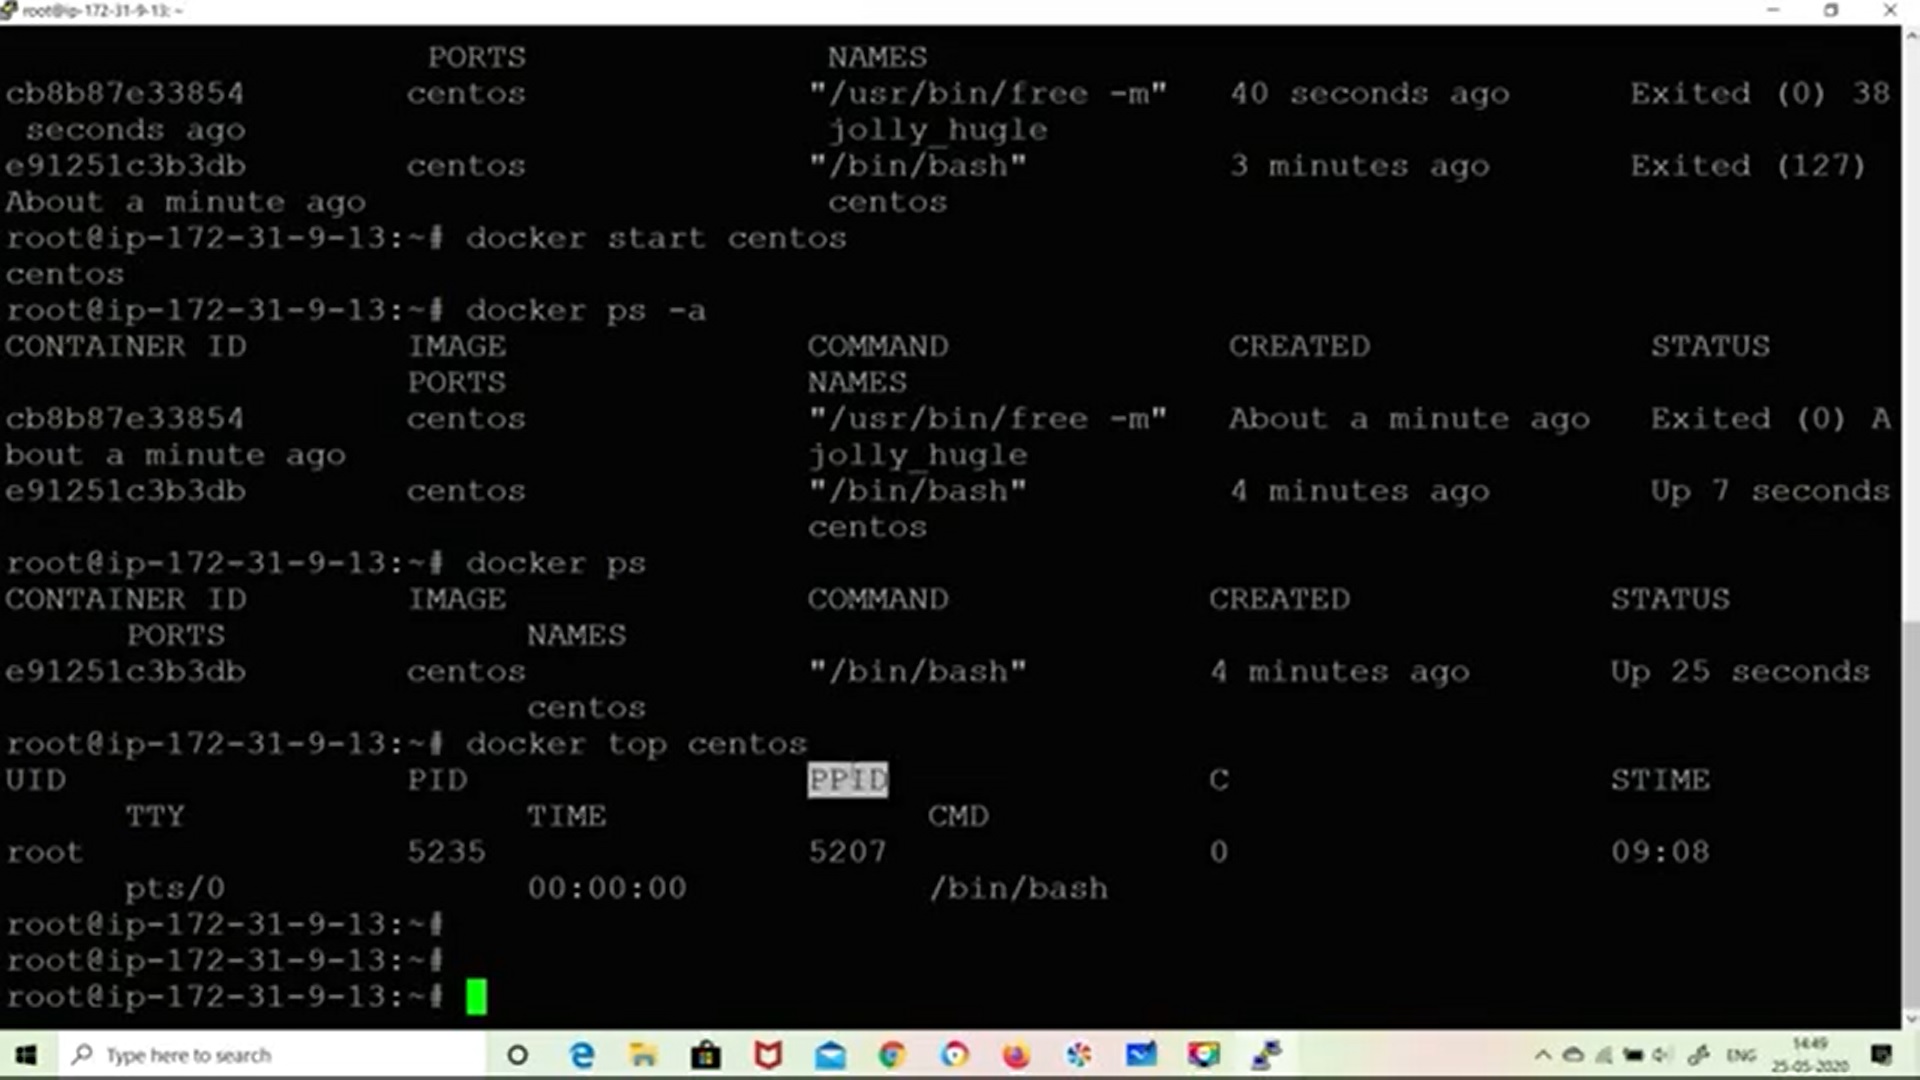 root@ip-172-31-9-13: ~
PORTS NAMES
cb8b87e33854 centos "/usr/bin/free -m" 40 seconds ago Exited (0) 38
seconds ago jolly_hugle
e91251c3b3db centos "/bin/bash" 3 minutes ago Exited (127)
About a minute ago centos
root@ip-172-31-9-13:~# docker start centos
centos
root@ip-172-31-9-13:~# docker ps -a
CONTAINER ID IMAGE COMMAND CREATED STATUS
PORTS NAMES
cb8b87e33854 centos "/usr/bin/free -m" About a minute ago Exited (0) A
bout a minute ago jolly_hugle
e91251c3b3db centos "/bin/bash" 4 minutes ago Up 7 seconds
centos
root@ip-172-31-9-13:~# docker ps
CONTAINER ID IMAGE COMMAND CREATED STATUS
PORTS NAMES
e91251c3b3db centos "/bin/bash" 4 minutes ago Up 25 seconds
centos
root@ip-172-31-9-13:~# docker top centos
UID PID PPID C STIME
TTY TIME CMD
root 5235 5207 0 09:08
pts/0 00:00:00 /bin/bash
root@ip-172-31-9-13:~#
root@ip-172-31-9-13:~#
root@ip-172-31-9-13:~#
Type here to search ENG 14:49
25-05-2020